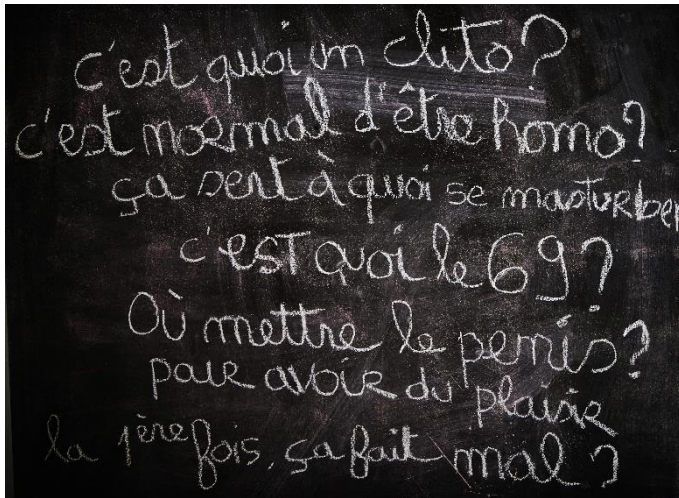 c'est quoi un clito?
c'est normal d'être homo?
ça sert à quoi se masturber
c'EST QUOi le 69?
Où mettre le penis?
pour avoir du plaisir
la 1ère fois, ça fait mal?